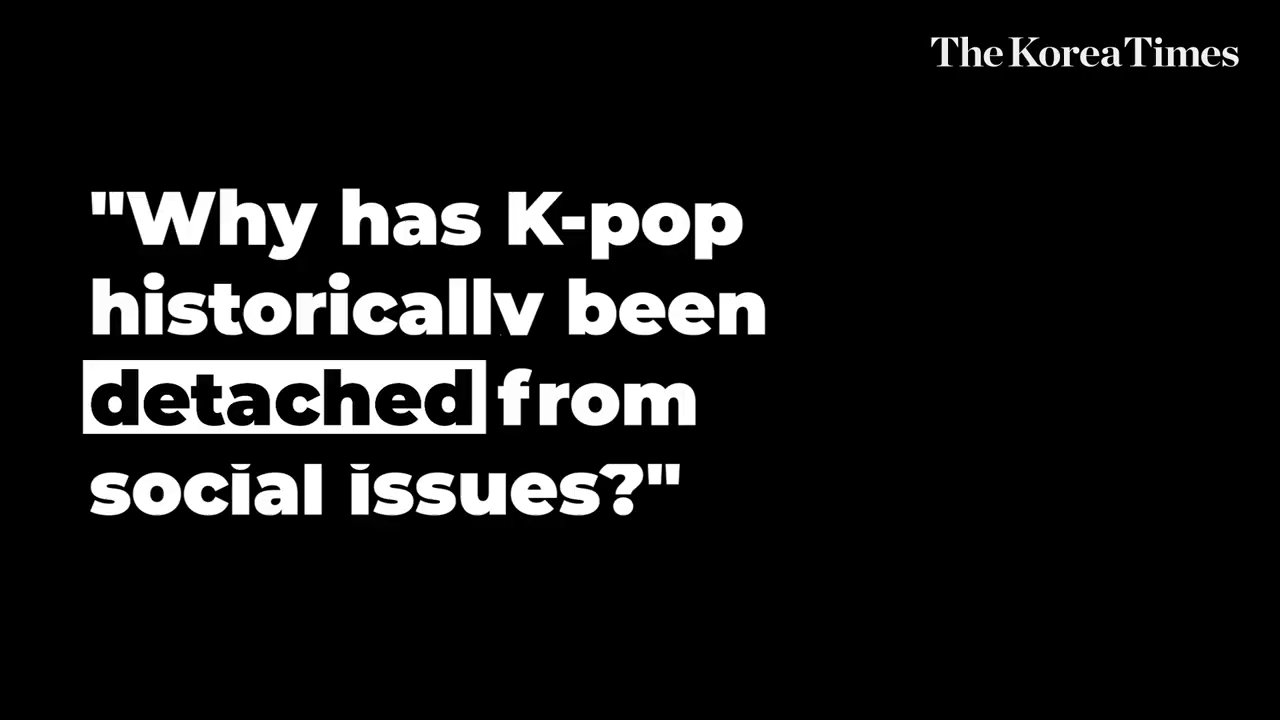 The Korea Times
"Why has K-pop
historically been
detached from
social issues?"